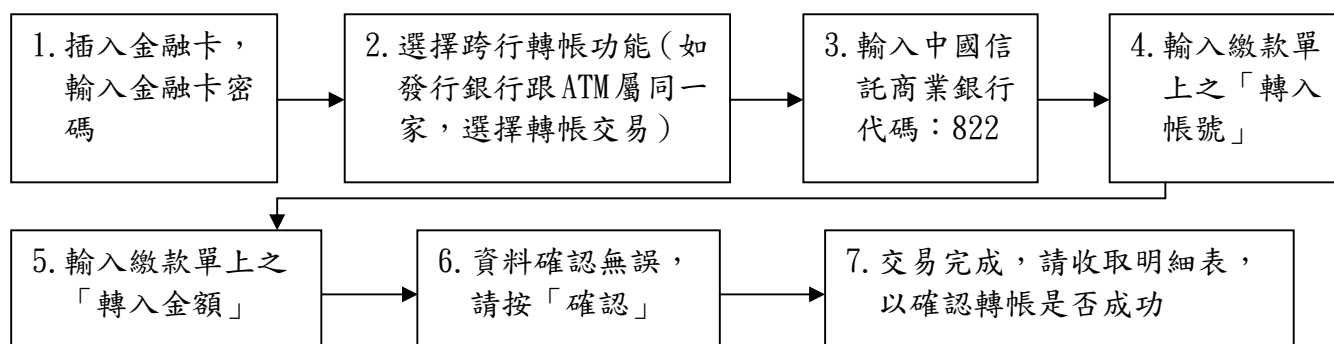 1.插入金融卡，
輸入金融卡密
碼
2.選擇跨行轉帳功能(如
發行銀行跟ATM屬同一
家，選擇轉帳交易)
3.輸入中國信
託商業銀行
代碼：822
4.輸入繳款單
上之「轉入
帳號」
5.輸入繳款單上之
「轉入金額」
6.資料確認無誤，
請按「確認」
7.交易完成，請收取明細表，
以確認轉帳是否成功